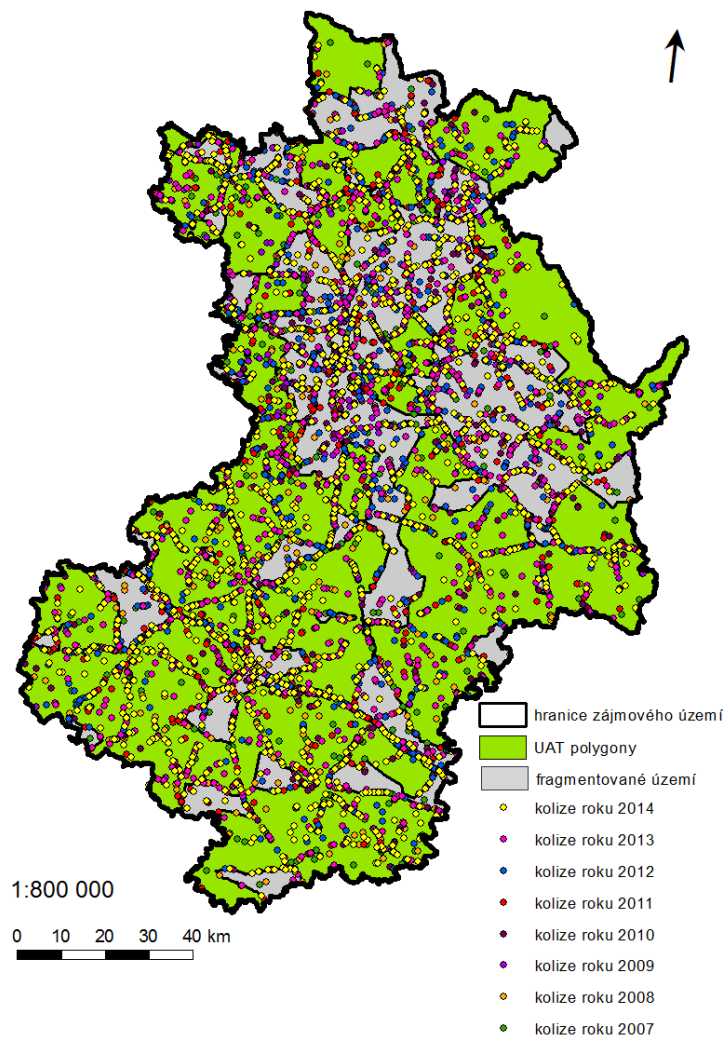 hranice zájmového území
UAT polygony
fragmentované území
kolize roku 2014
kolize roku 2013
kolize roku 2012
kolize roku 2011
kolize roku 2010
kolize roku 2009
kolize roku 2008
kolize roku 2007
1:800 000
0 10 20 30 40 km